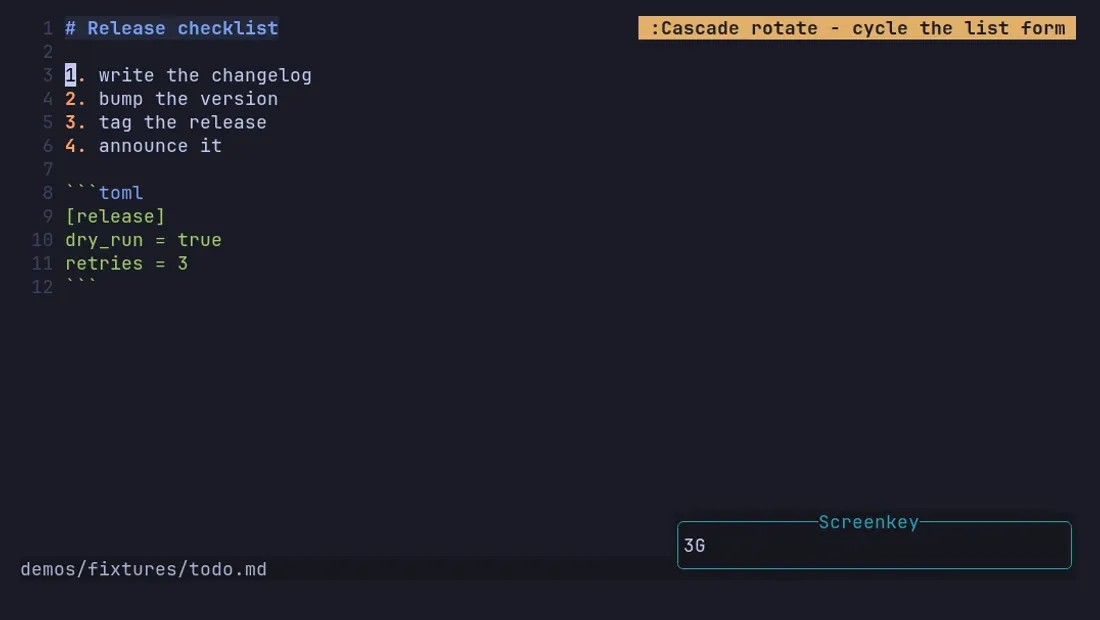 1 # Release checklist
:Cascade rotate - cycle the list form
2
3 1. write the changelog
4 2. bump the version
5 3. tag the release
6 4. announce it
7
8 ```toml
9 [release]
10 dry_run = true
11 retries = 3
12 ```
Screenkey
3G
demos/fixtures/todo.md